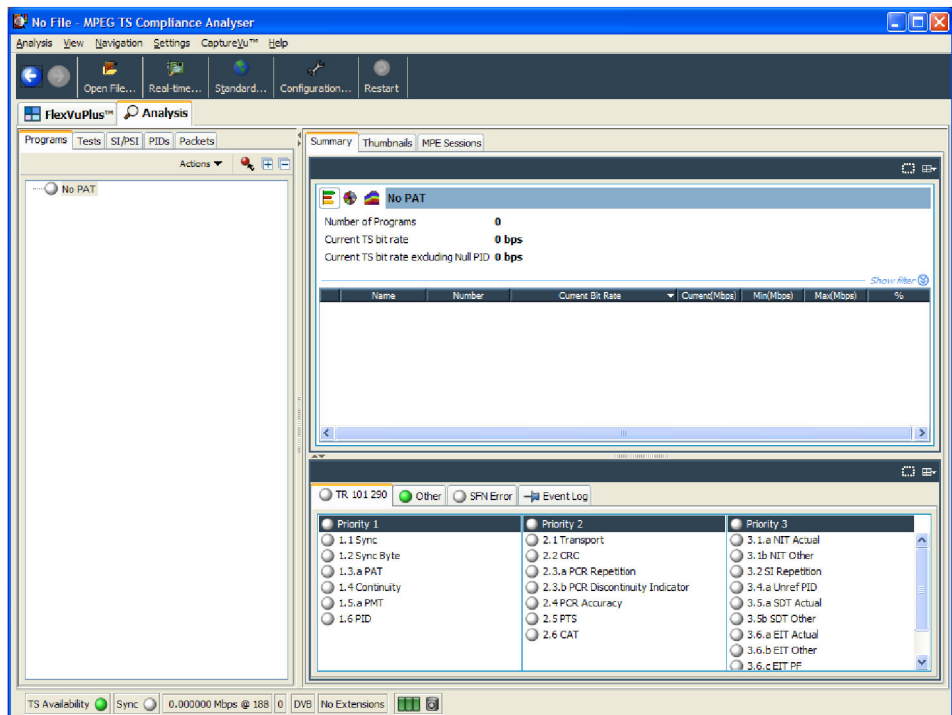 No File - MPEG TS Compliance Analyser
Analysis View Navigation Settings CaptureVu™ Help
Open File... Real-time... Standard... Configuration... Restart
FlexVuPlus™ Analysis
Programs Tests SI/PSI PIDs Packets
Actions
No PAT
Summary Thumbnails MPE Sessions
No PAT
Number of Programs 0
Current TS bit rate 0 bps
Current TS bit rate excluding Null PID 0 bps
Show filter
Name Number Current Bit Rate Current(Mbps) Min(Mbps) Max(Mbps) %
TR 101 290 Other SFN Error Event Log
Priority 1
1.1 Sync
1.2 Sync Byte
1.3.a PAT
1.4 Continuity
1.5.a PMT
1.6 PID
Priority 2
2.1 Transport
2.2 CRC
2.3.a PCR Repetition
2.3.b PCR Discontinuity Indicator
2.4 PCR Accuracy
2.5 PTS
2.6 CAT
Priority 3
3.1.a NIT Actual
3.1b NIT Other
3.2 SI Repetition
3.4.a Unref PID
3.5.a SDT Actual
3.5b SDT Other
3.6.a EIT Actual
3.6.b EIT Other
3.6.c EIT PF
TS Availability Sync 0.000000 Mbps @ 188 0 DVB No Extensions